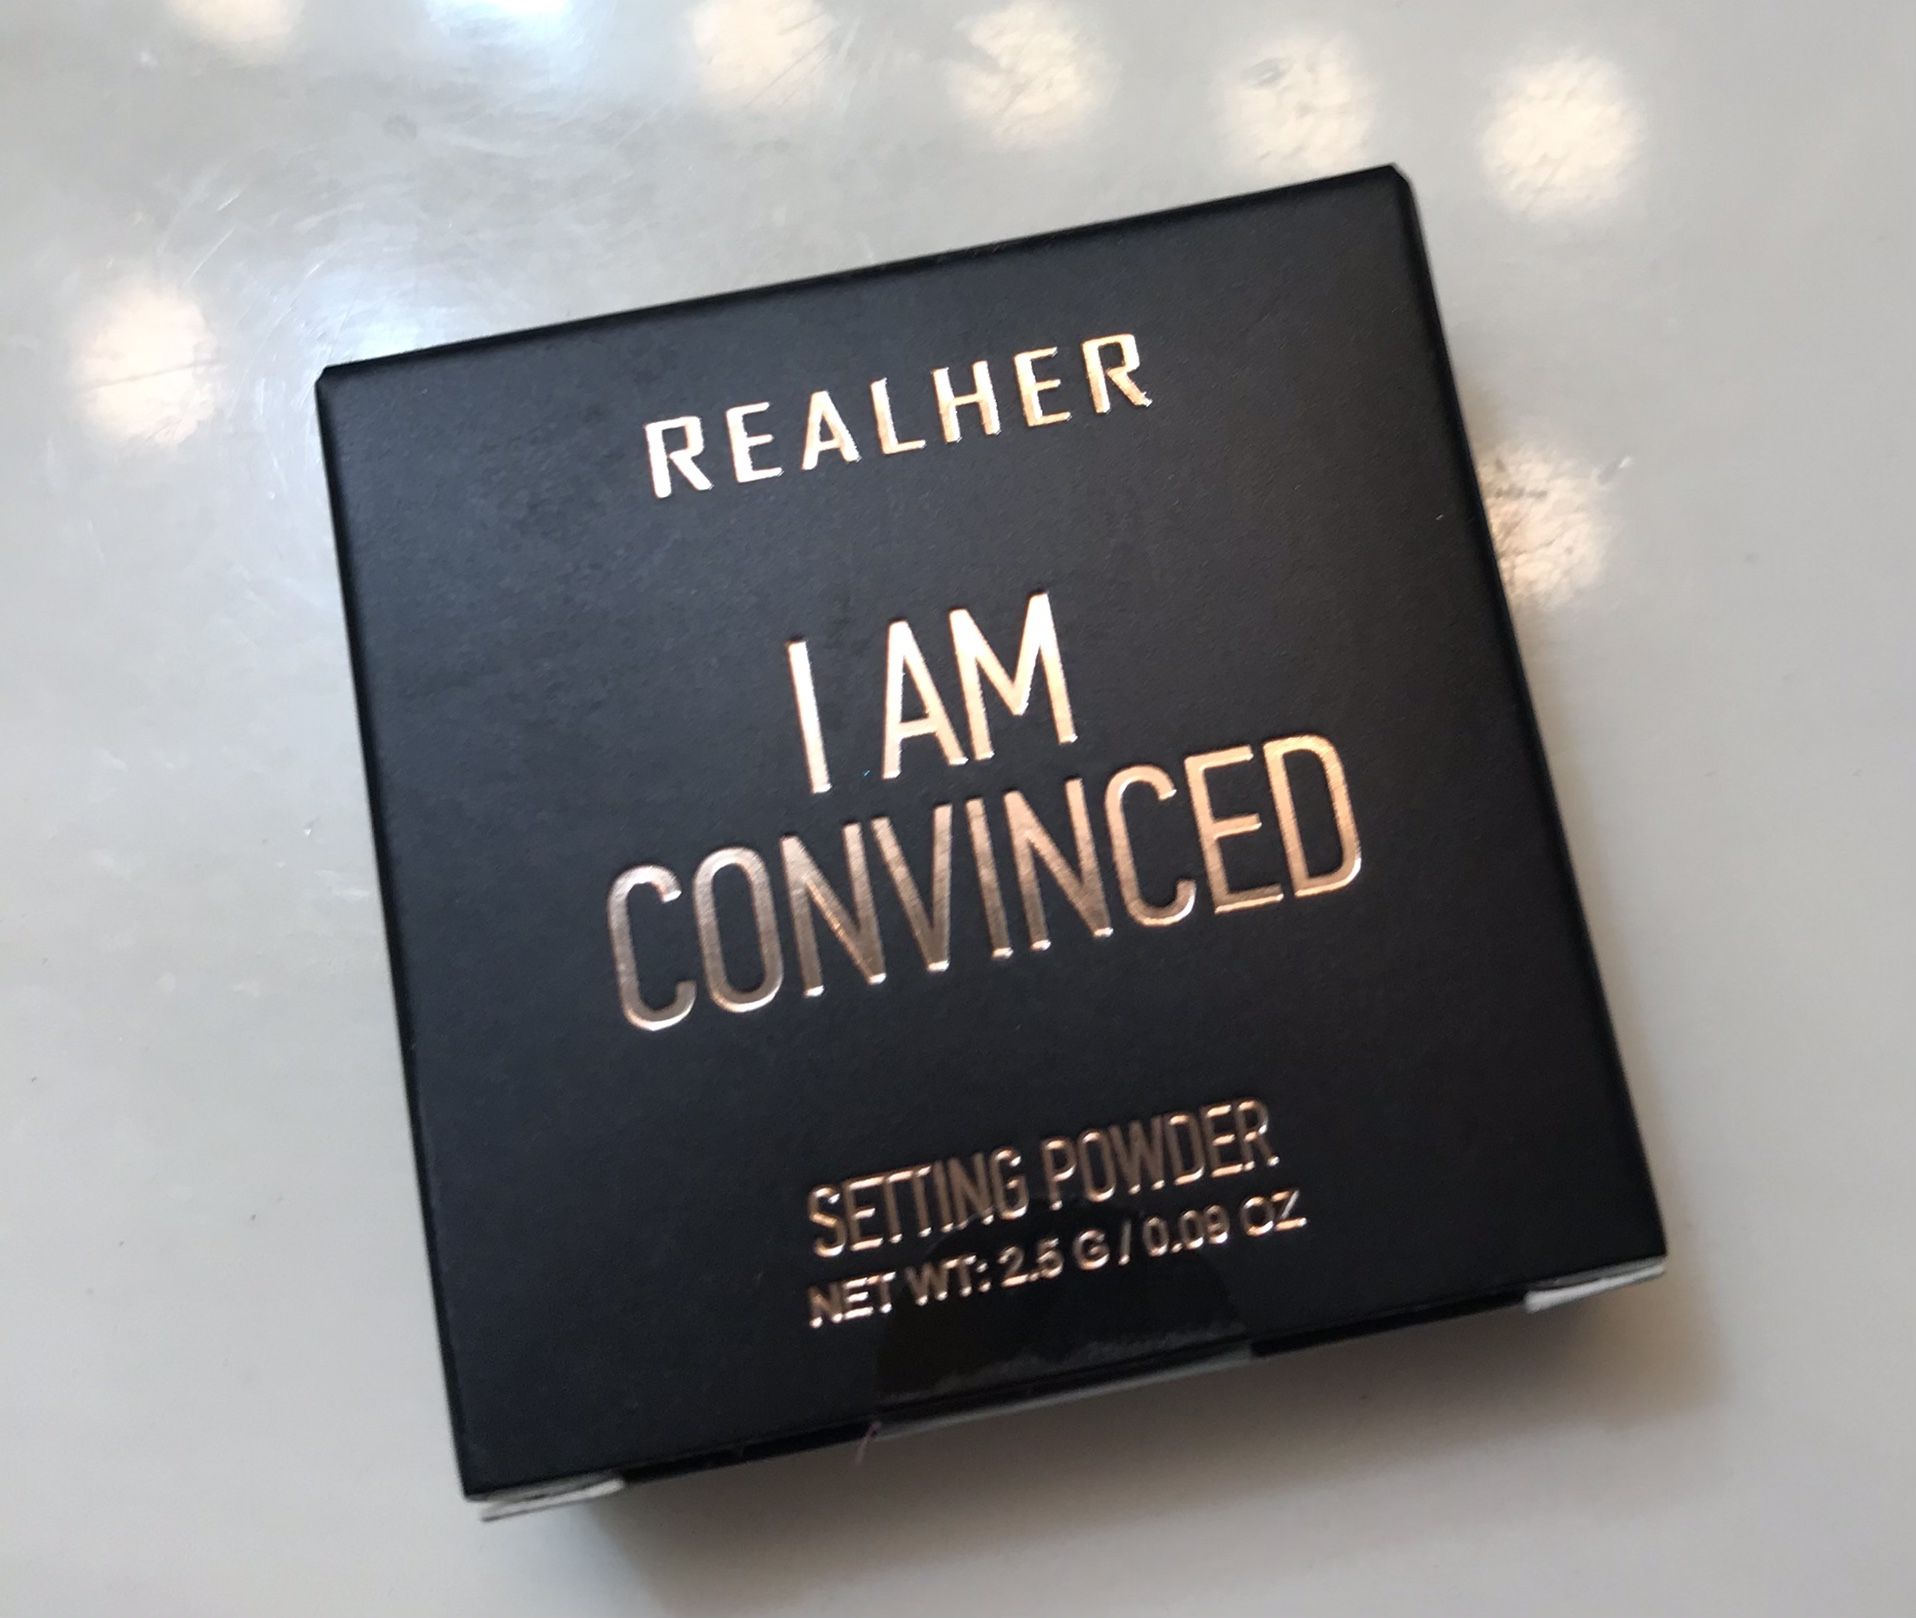 REALHER
I AM
CONVINCED
SETTING POWDER
NET WT: 2.5 G / 0.09 OZ